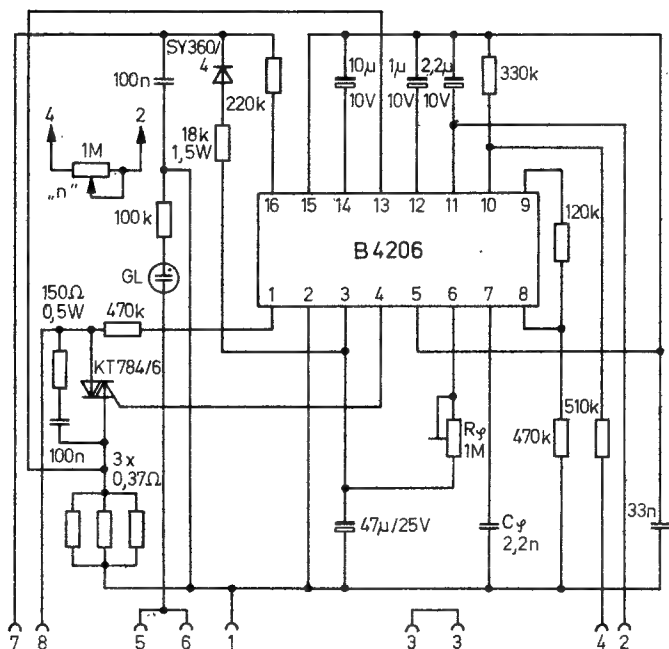 SY360/
4
10µ
10V
1µ
10V
2,2µ
10V
330k
100n
220k
4
2
1M
„n"
18k
1,5W
16
15
14
13
12
11
10
9
100k
B4206
120k
GL
150Ω
0,5W
470k
1
2
3
4
5
6
7
8
KT784/6
100n
3x
0,37Ω
Rφ
1M
470k
510k
47µ/25V
Cφ
2,2n
33n
7
8
5
6
1
3
3
4
2